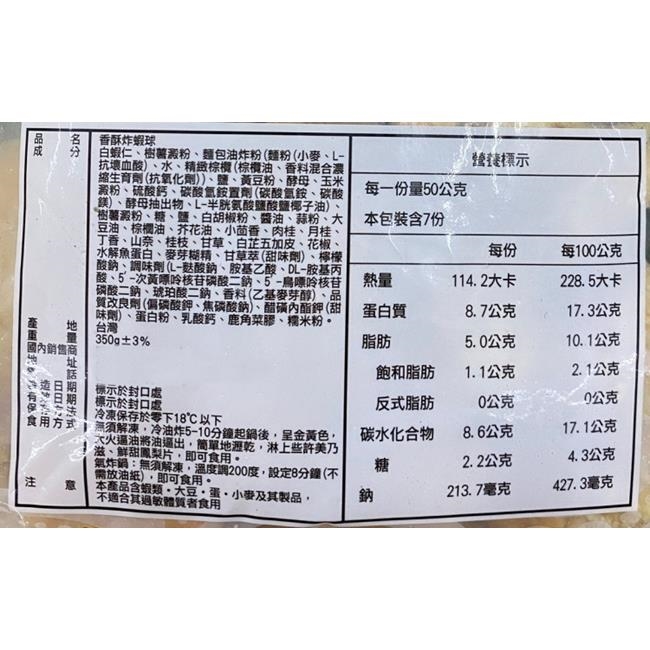 品名
香酥炸蝦球
成分
白蝦仁、樹薯澱粉、麵包油炸粉(麵粉(小麥、L-
抗壞血酸)、水、精緻棕櫚(棕櫚油、香料混合濃
縮生育劑(抗氧化劑))、鹽、黃豆粉、酵母、玉米
澱粉、硫酸鈣、碳酸氫銨置劑(碳酸氫銨、碳酸
鎂)、酵母抽出物、L-半胱氨酸鹽酸鹽椰子油)、
樹薯澱粉、糖、鹽、白胡椒粉、醬油、蒜粉、大
豆油、棕櫚油、芥花油、小茴香、肉桂、月桂、
丁香、山奈、桂枝、甘草、白芷五加皮、花椒、
水解魚蛋白、麥芽糊精、甘草萃(甜味劑)、檸檬
酸鈉、調味劑(L-麩酸鈉、胺基乙酸、DL-胺基丙
酸、5'-次黃嘌呤核苷磷酸二鈉、5'-鳥嘌呤核苷
磷酸二鈉、琥珀酸二鈉、香料(乙基麥芽醇)、品
質改良劑(偏磷酸鉀、焦磷酸鈉)、醋磺內酯鉀(甜
味劑)、蛋白粉、乳酸鈣、鹿角菜膠、糯米粉。
產地
台灣
重量
350g±3%
國內銷售商
地址
電話
製造日期
標示於封口處
有效日期
標示於封口處
保存方法
冷凍保存於零下18℃以下
食用方式
無須解凍，冷油炸5-10分鐘起鍋後，呈金黃色，
大火逼油將油逼出，簡單地瀝乾，淋上些許美乃
滋、鮮甜鳳梨片，即可食用。
氣炸鍋：無須解凍，溫度調200度，設定8分鐘(不
需放油紙)，即可食用。
注意
本產品含蝦類、大豆、蛋、小麥及其製品，
不適合其過敏體質者食用
營養標示
每一份量50公克
本包裝含7份
每份 每100公克
熱量 114.2大卡 228.5大卡
蛋白質 8.7公克 17.3公克
脂肪 5.0公克 10.1公克
飽和脂肪 1.1公克 2.1公克
反式脂肪 0公克 0公克
碳水化合物 8.6公克 17.1公克
糖 2.2公克 4.3公克
鈉 213.7毫克 427.3毫克